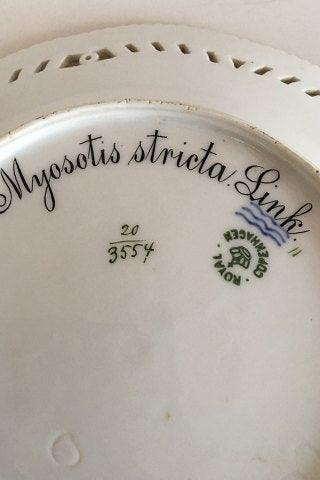 Myosotis stricta. Link.
20
3554
ROYAL COPENHAGEN